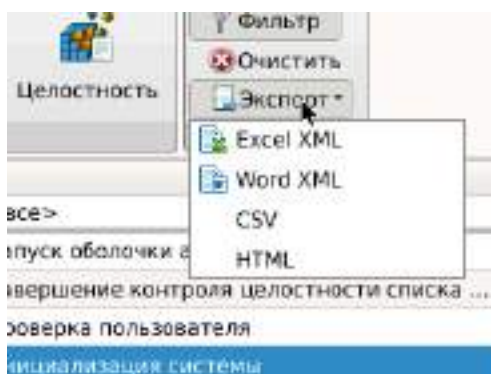 Фильтр
Очистить
Целостность
Экспорт
Excel XML
Word XML
CSV
HTML
все>
апуск оболочки а
авершение контроля целостности списка ...
роверка пользователя
нициализация системы